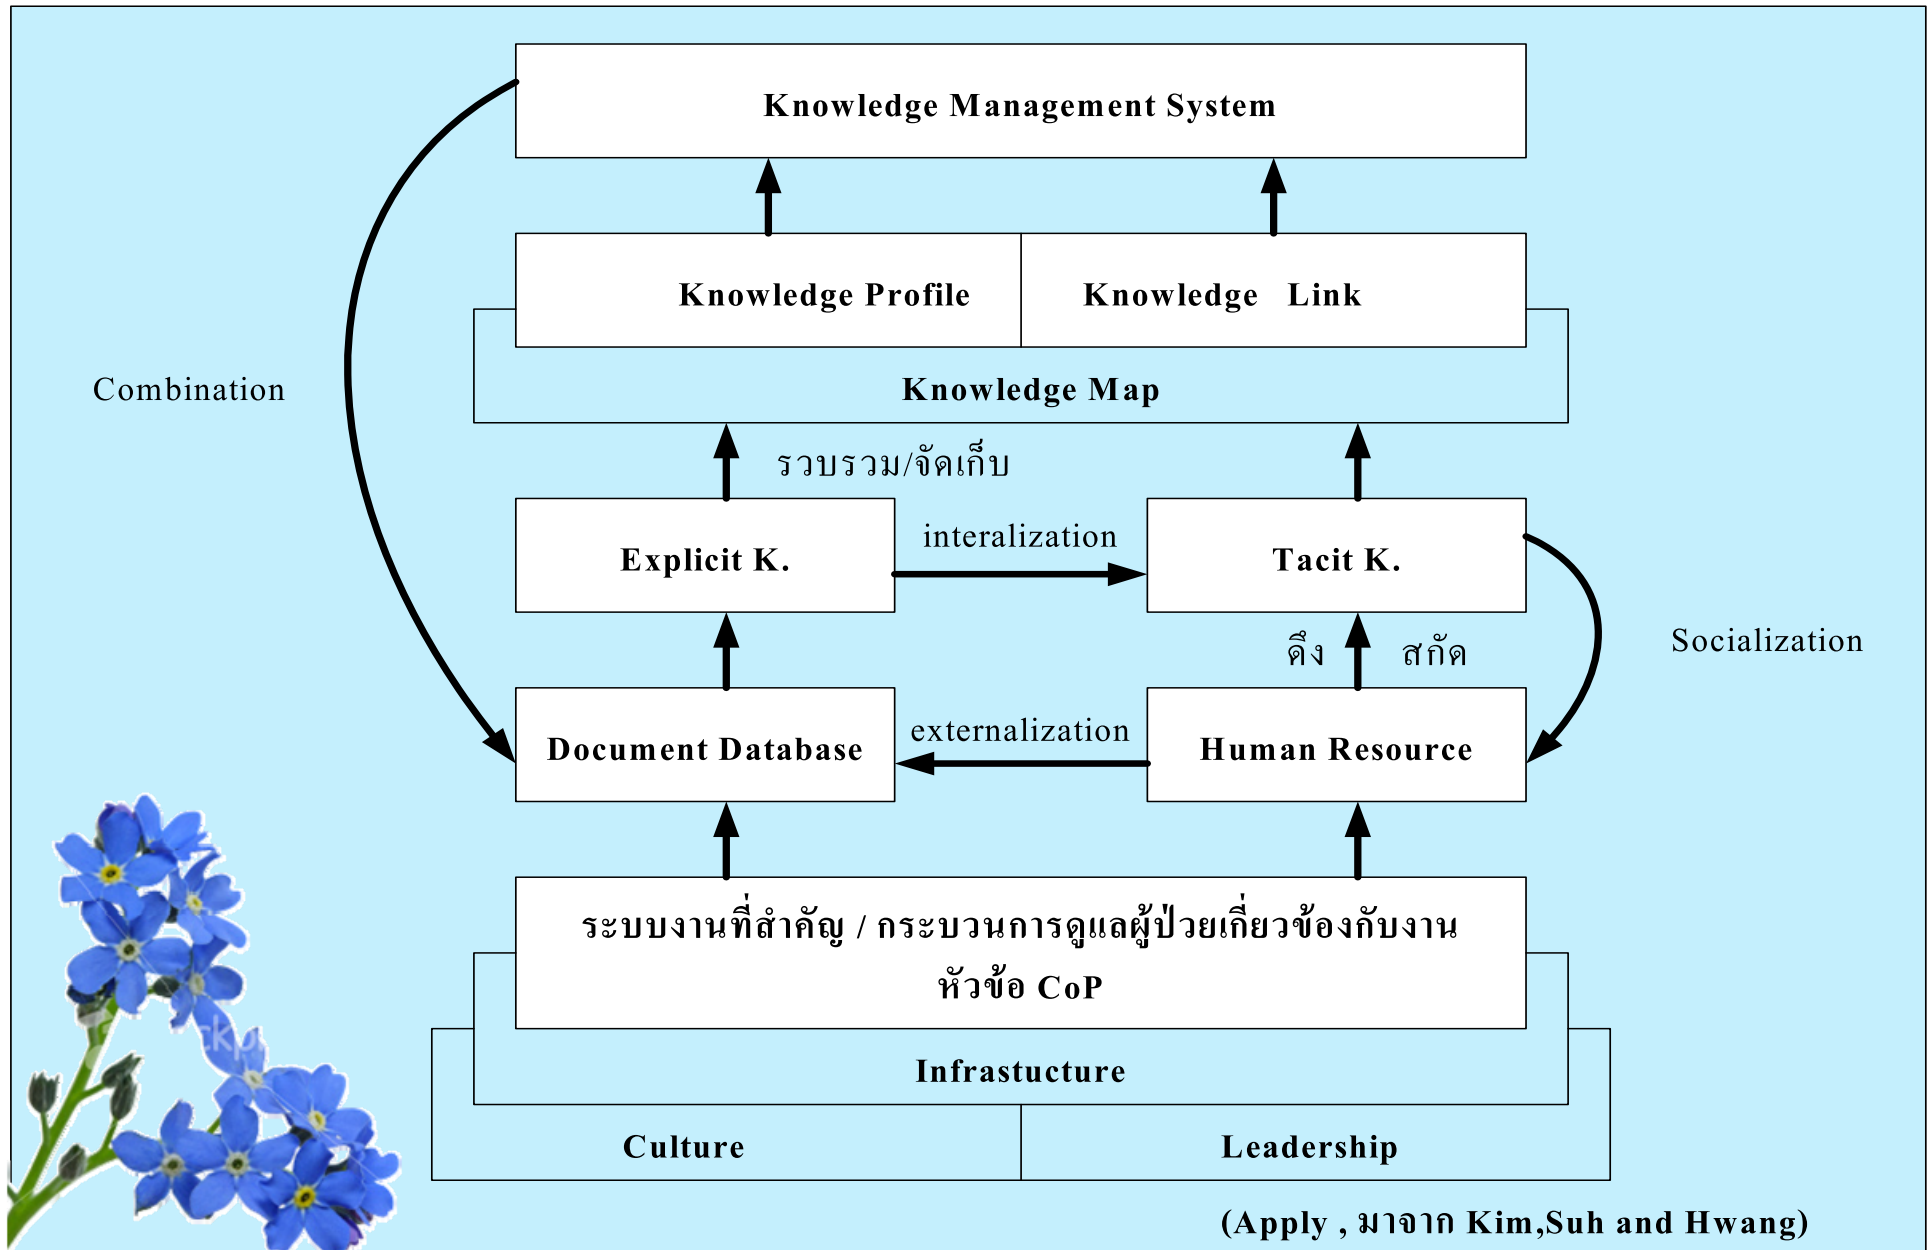 Knowledge Management System
Knowledge Profile
Knowledge Link
Knowledge Map
Combination
รวบรวม/จัดเก็บ
Explicit K.
interalization
Tacit K.
ดึง
สกัด
Socialization
Document Database
externalization
Human Resource
ระบบงานที่สำคัญ / กระบวนการดูแลผู้ป่วยเกี่ยวข้องกับงาน
หัวข้อ CoP
Infrastucture
Culture
Leadership
(Apply , มาจาก Kim,Suh and Hwang)